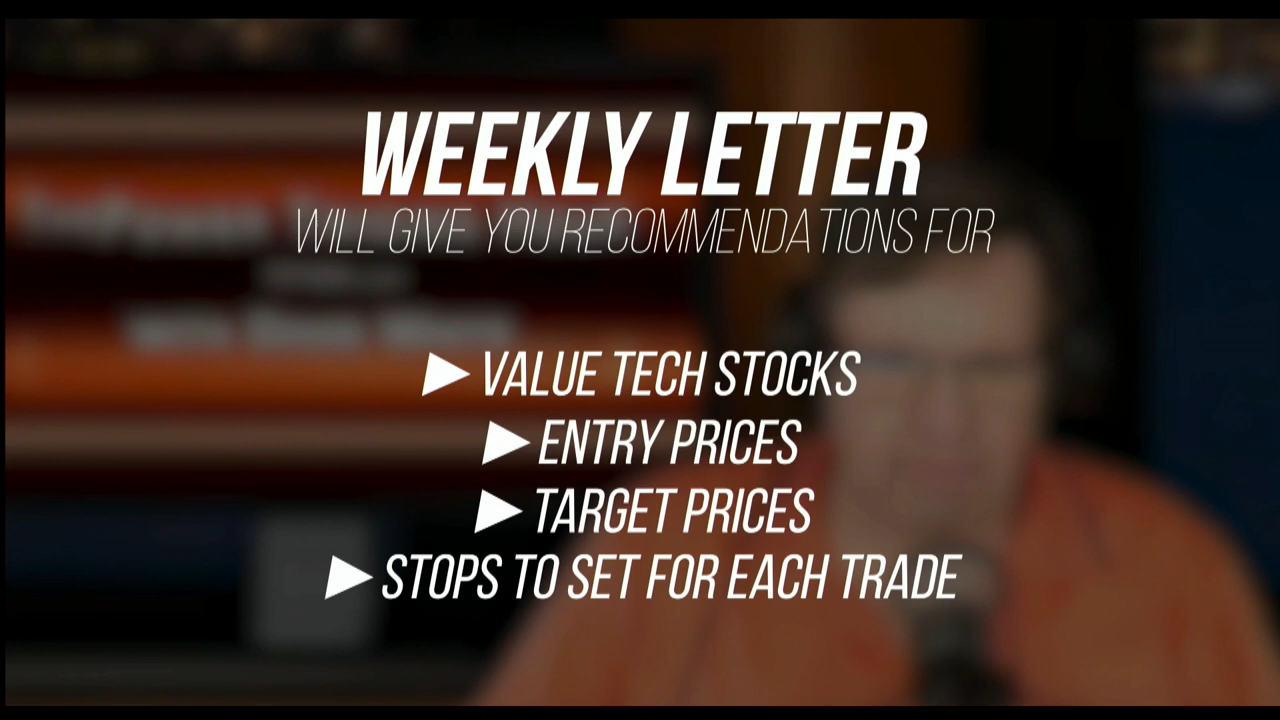 WEEKLY LETTER
WILL GIVE YOU RECOMMENDATIONS FOR
▶ VALUE TECH STOCKS
▶ ENTRY PRICES
▶ TARGET PRICES
▶ STOPS TO SET FOR EACH TRADE